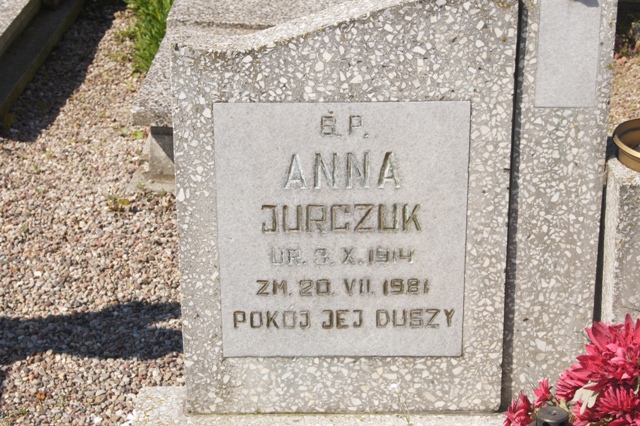 Ś.P.
ANNA
JURCZUK
UR. 3. X. 1914
ZM. 20. VII. 1981
POKÓJ JEJ DUSZY